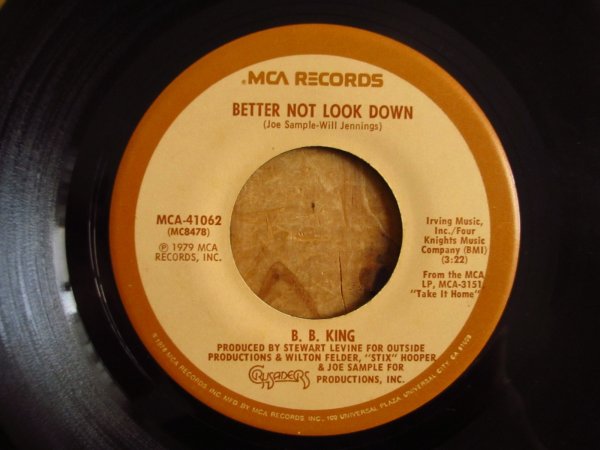 MCA RECORDS
BETTER NOT LOOK DOWN
(Joe Sample-Will Jennings)
MCA-41062
(MC8478)
℗ 1979 MCA
RECORDS, INC.
Irving Music,
Inc./Four
Knights Music
Company (BMI)
(3:22)
From the MCA
LP, MCA-3151
"Take It Home"
B. B. KING
PRODUCED BY STEWART LEVINE FOR OUTSIDE
PRODUCTIONS & WILTON FELDER, "STIX" HOOPER
& JOE SAMPLE FOR
CRUSADERS PRODUCTIONS, INC.
MCA RECORDS INC. MFG BY MCA RECORDS INC., 100 UNIVERSAL PLAZA, UNIVERSAL CITY, CA